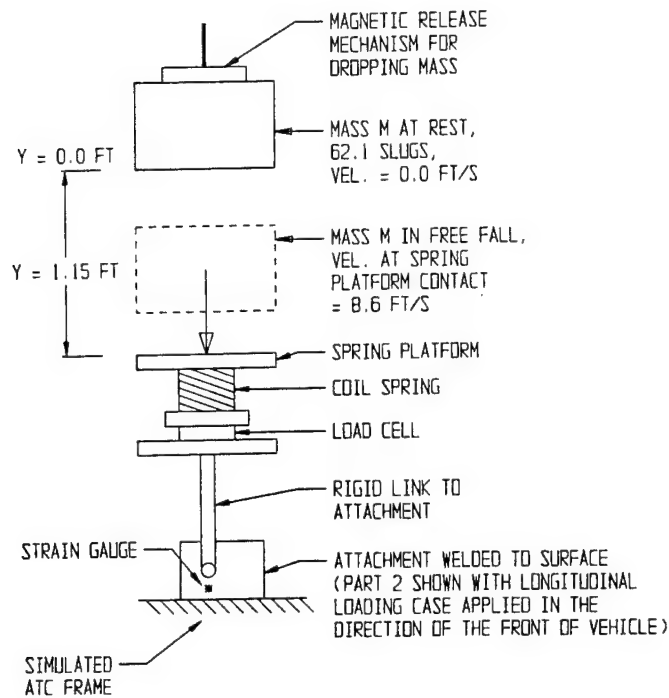 MAGNETIC RELEASE
MECHANISM FOR
DROPPING MASS
Y = 0.0 FT
MASS M AT REST,
62.1 SLUGS,
VEL. = 0.0 FT/S
Y = 1.15 FT
MASS M IN FREE FALL,
VEL. AT SPRING
PLATFORM CONTACT
= 8.6 FT/S
SPRING PLATFORM
COIL SPRING
LOAD CELL
RIGID LINK TO
ATTACHMENT
STRAIN GAUGE
ATTACHMENT WELDED TO SURFACE
(PART 2 SHOWN WITH LONGITUDINAL
LOADING CASE APPLIED IN THE
DIRECTION OF THE FRONT OF VEHICLE)
SIMULATED
ATC FRAME